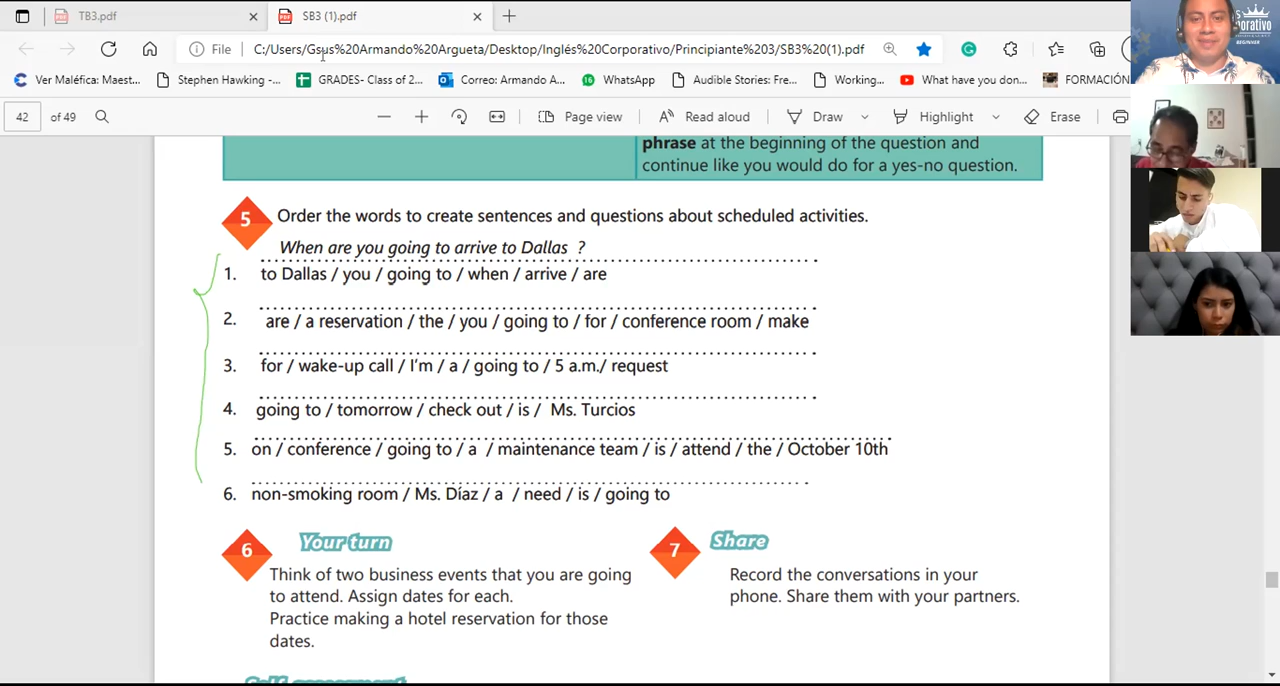 TB3.pdf
SB3 (1).pdf
File C:/Users/Gsus%20Armando%20Argueta/Desktop/Inglés%20Corporativo/Principiante%203/SB3%20(1).pdf
Ver Maléfica: Maest... Stephen Hawking -... GRADES- Class of 2... Correo: Armando A... WhatsApp Audible Stories: Fre... Working... What have you don... FORMACIÓN
42 of 49 Page view Read aloud Draw Highlight Erase
phrase at the beginning of the question and
continue like you would do for a yes-no question.
5 Order the words to create sentences and questions about scheduled activities.
When are you going to arrive to Dallas ?
1. to Dallas / you / going to / when / arrive / are
2. are / a reservation / the / you / going to / for / conference room / make
3. for / wake-up call / I'm / a / going to / 5 a.m./ request
4. going to / tomorrow / check out / is / Ms. Turcios
5. on / conference / going to / a / maintenance team / is / attend / the / October 10th
6. non-smoking room / Ms. Díaz / a / need / is / going to
6 Your turn
Think of two business events that you are going
to attend. Assign dates for each.
Practice making a hotel reservation for those
dates.
7 Share
Record the conversations in your
phone. Share them with your partners.
Self-assessment
orativo
BEGINNER